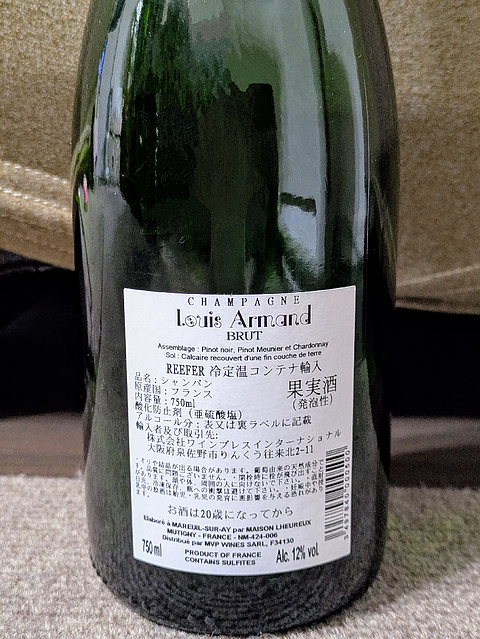 CHAMPAGNE
Louis Armand
BRUT
Assemblage : Pinot noir, Pinot Meunier et Chardonnay
Sol : Calcaire recouvert d'une fin couche de terre
REEFER 冷定温コンテナ輸入
品名：シャンパン
原産国：フランス
内容量：750ml
果実酒
(発泡性)
酸化防止剤（亜硫酸塩）
アルコール分：表又は裏ラベルに記載
輸入者及び取引先:
株式会社ワインプレスインターナショナル
大阪府泉佐野市りんくう往来北2-11
お酒は20歳になってから
Elaboré à MAREUIL-SUR-AY par MAISON LHEUREUX
MUTIGNY - FRANCE - NM-424-006
Distribué par MVP WINES SARL, F34130
750 ml
PRODUCT OF FRANCE
CONTAINS SULFITES
Alc. 12% vol.